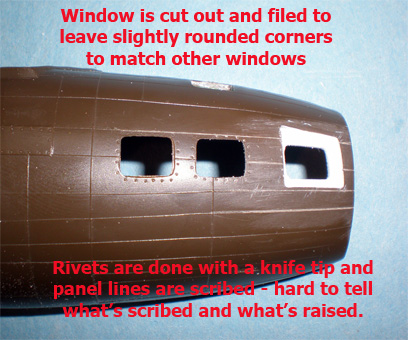 Window is cut out and filed to
leave slightly rounded corners
to match other windows
Rivets are done with a knife tip and
panel lines are scribed - hard to tell
what's scribed and what's raised.